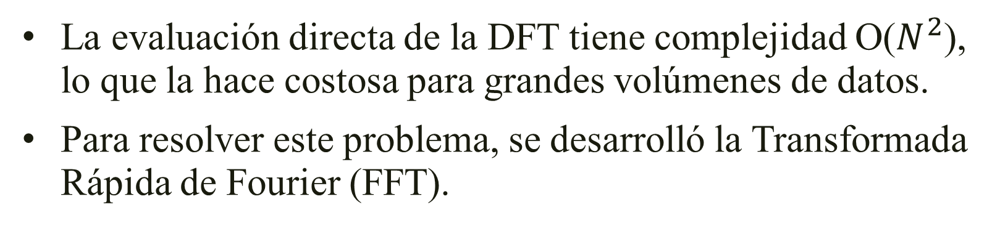 • La evaluación directa de la DFT tiene complejidad O(N²),
lo que la hace costosa para grandes volúmenes de datos.
• Para resolver este problema, se desarrolló la Transformada
Rápida de Fourier (FFT).